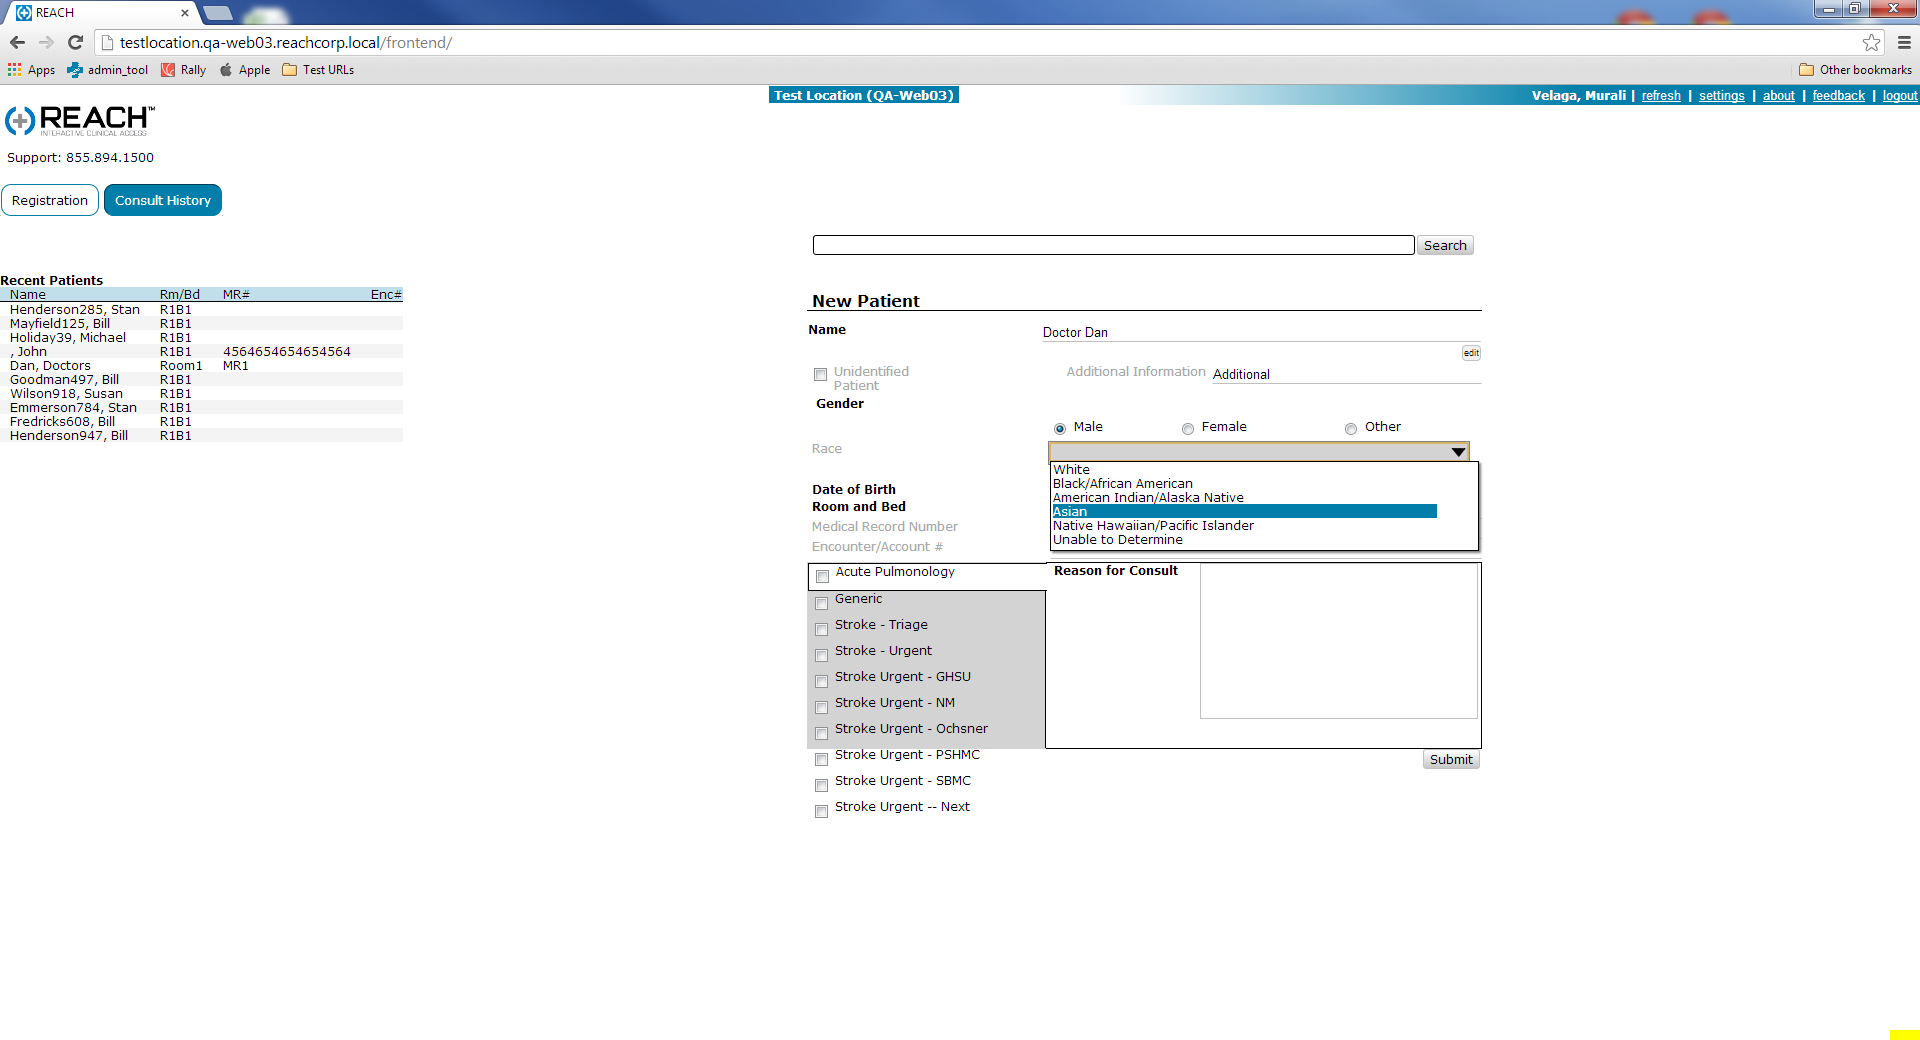 REACH
testlocation.qa-web03.reachcorp.local/frontend/
Apps admin_tool Rally Apple Test URLs Other bookmarks
Test Location (QA-Web03) Velaga, Murali | refresh | settings | about | feedback | logout
REACH™
INTERACTIVE CLINICAL ACCESS
Support: 855.894.1500
Registration Consult History
Search
Recent Patients
Name Rm/Bd MR# Enc#
Henderson285, Stan R1B1
Mayfield125, Bill R1B1
Holiday39, Michael R1B1
, John R1B1 4564654654654564
Dan, Doctors Room1 MR1
Goodman497, Bill R1B1
Wilson918, Susan R1B1
Emmerson784, Stan R1B1
Fredricks608, Bill R1B1
Henderson947, Bill R1B1
New Patient
Name Doctor Dan
edit
Unidentified
Patient
Additional Information Additional
Gender
Male Female Other
Race
White
Black/African American
American Indian/Alaska Native
Asian
Native Hawaiian/Pacific Islander
Unable to Determine
Date of Birth
Room and Bed
Medical Record Number
Encounter/Account #
Acute Pulmonology
Generic
Stroke - Triage
Stroke - Urgent
Stroke Urgent - GHSU
Stroke Urgent - NM
Stroke Urgent - Ochsner
Stroke Urgent - PSHMC
Stroke Urgent - SBMC
Stroke Urgent -- Next
Reason for Consult
Submit